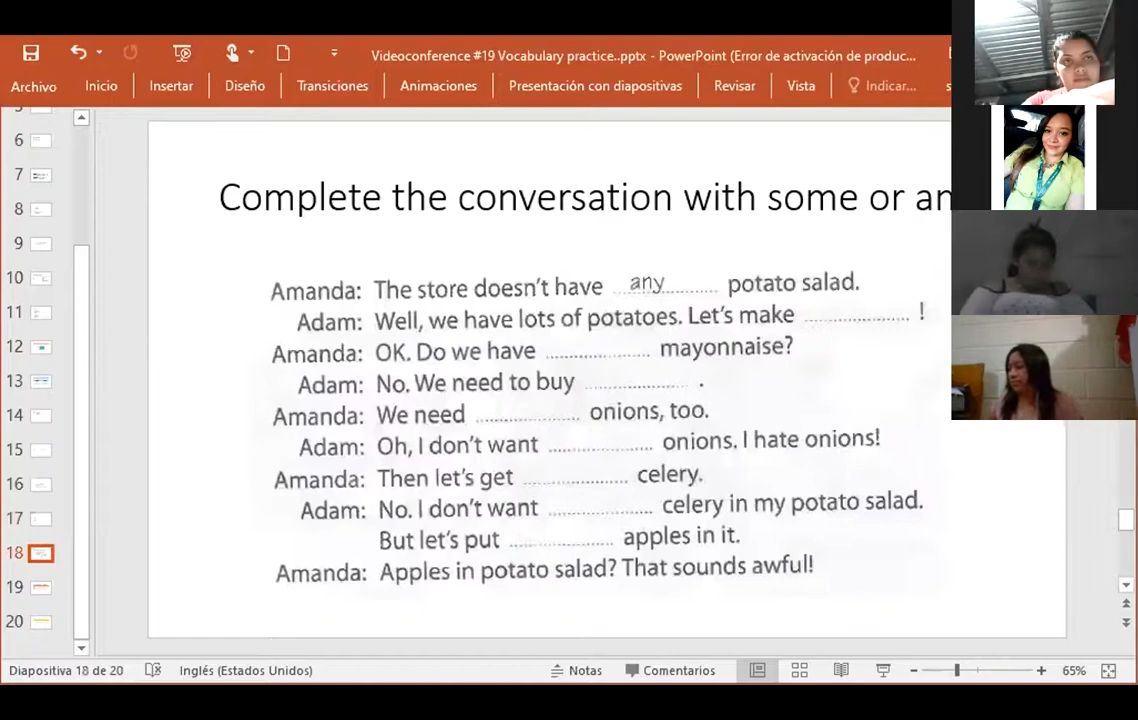 Videoconference #19 Vocabulary practice..pptx - PowerPoint (Error de activación de produc...
Archivo Inicio Insertar Diseño Transiciones Animaciones Presentación con diapositivas Revisar Vista Indicar...
6
7
8
9
10
11
12
13
14
15
16
17
18
19
20
Complete the conversation with some or an
Amanda: The store doesn't have any potato salad.
Adam: Well, we have lots of potatoes. Let's make .................... !
Amanda: OK. Do we have .................... mayonnaise?
Adam: No. We need to buy .................... .
Amanda: We need .................... onions, too.
Adam: Oh, I don't want .................... onions. I hate onions!
Amanda: Then let's get .................... celery.
Adam: No. I don't want .................... celery in my potato salad.
But let's put .................... apples in it.
Amanda: Apples in potato salad? That sounds awful!
Diapositiva 18 de 20 Inglés (Estados Unidos) Notas Comentarios 65%